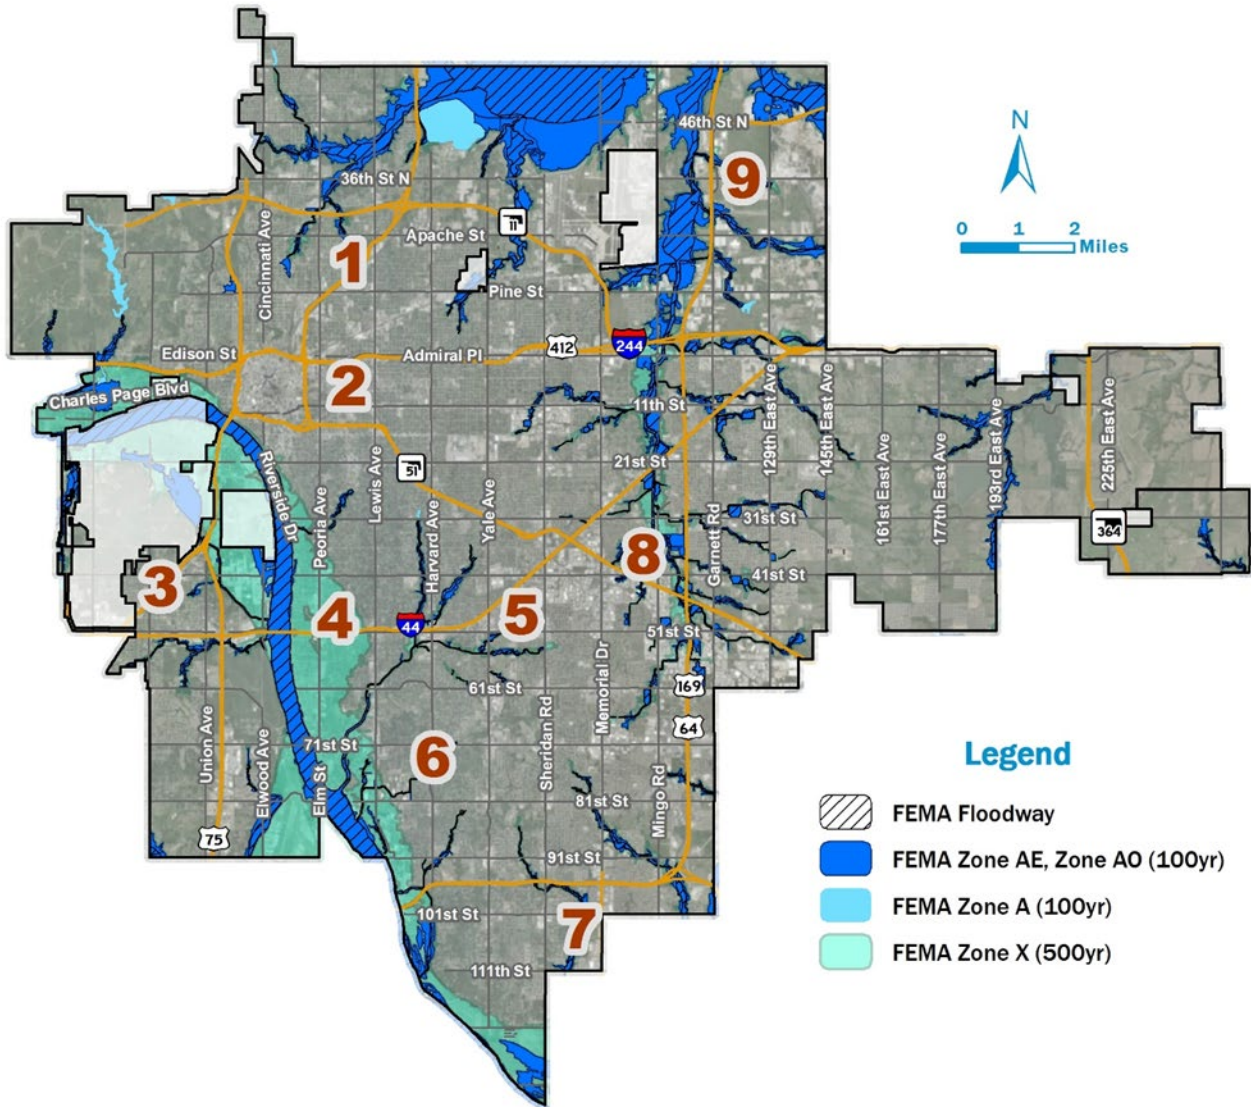 N
46th St N
0 1 2
Miles
9
36th St N
11
Apache St
Cincinnati Ave
1
Pine St
Edison St
Admiral Pl
412
244
Charles Page Blvd
2
11th St
129th East Ave
145th East Ave
161st East Ave
177th East Ave
193rd East Ave
225th East Ave
Riverside Dr
Peoria Ave
Lewis Ave
51
Harvard Ave
Yale Ave
21st St
31st St
Garnett Rd
364
8
41st St
3
4
44
5
51st St
61st St
169
64
Memorial Dr
Sheridan Rd
Mingo Rd
Union Ave
Elwood Ave
Elm St
71st St
6
81st St
75
91st St
101st St
7
111th St
Legend
FEMA Floodway
FEMA Zone AE, Zone AO (100yr)
FEMA Zone A (100yr)
FEMA Zone X (500yr)